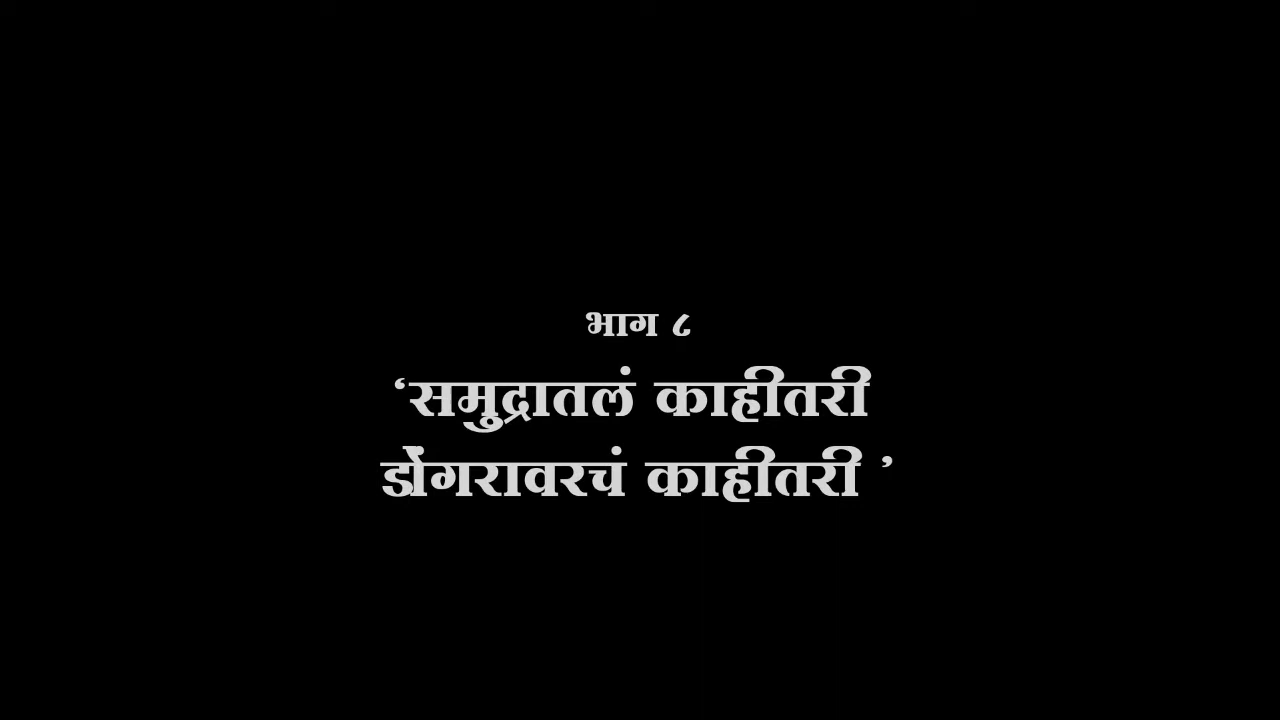 भाग ८
‘समुद्रातलं काहीतरी
डोंगरावरचं काहीतरी ’